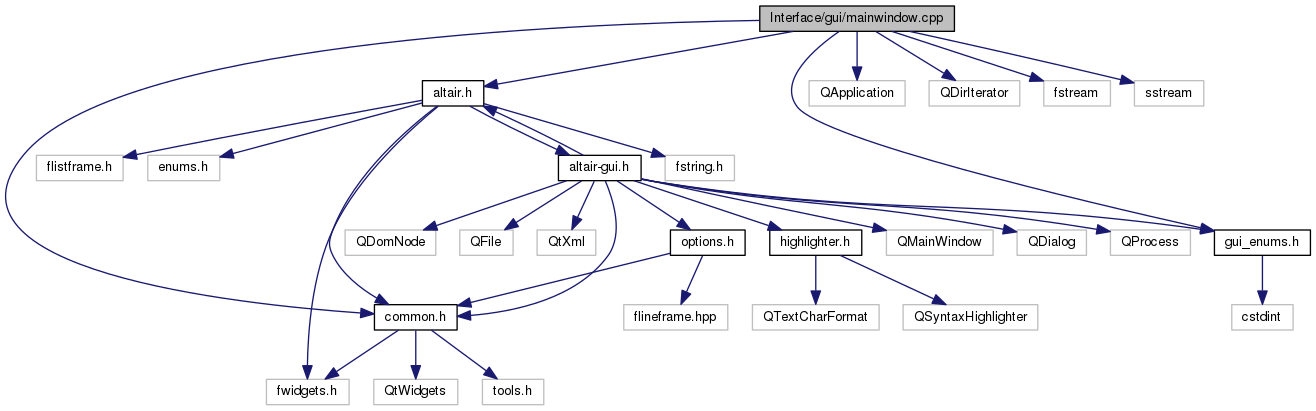 Interface/gui/mainwindow.cpp
altair.h
QApplication
QDirIterator
fstream
sstream
flistframe.h
enums.h
altair-gui.h
fstring.h
QDomNode
QFile
QtXml
options.h
highlighter.h
QMainWindow
QDialog
QProcess
gui_enums.h
common.h
flineframe.hpp
QTextCharFormat
QSyntaxHighlighter
cstdint
fwidgets.h
QtWidgets
tools.h